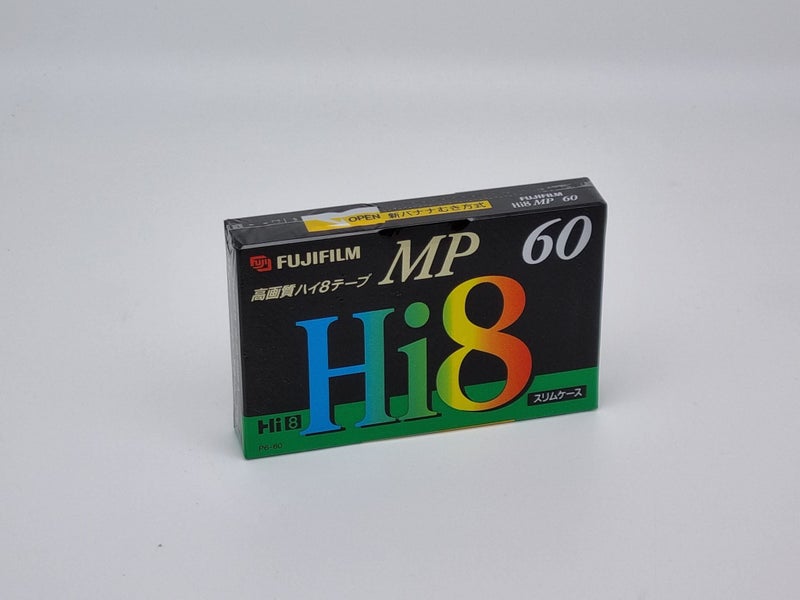 OPEN 新バナナむき方式
FUJIFILM
Hi8 MP 60
Fuji
FUJIFILM
MP
60
高画質ハイ8テープ
Hi8
Hi8
スリムケース
P6-60